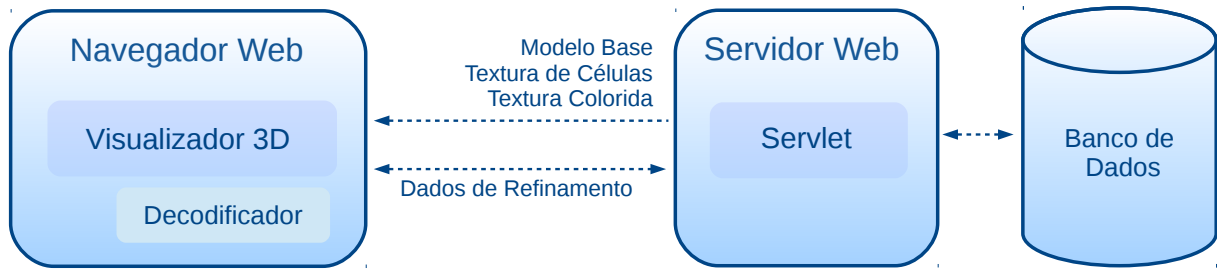 Navegador Web
Visualizador 3D
Decodificador
Modelo Base
Textura de Células
Textura Colorida
Dados de Refinamento
Servidor Web
Servlet
Banco de
Dados